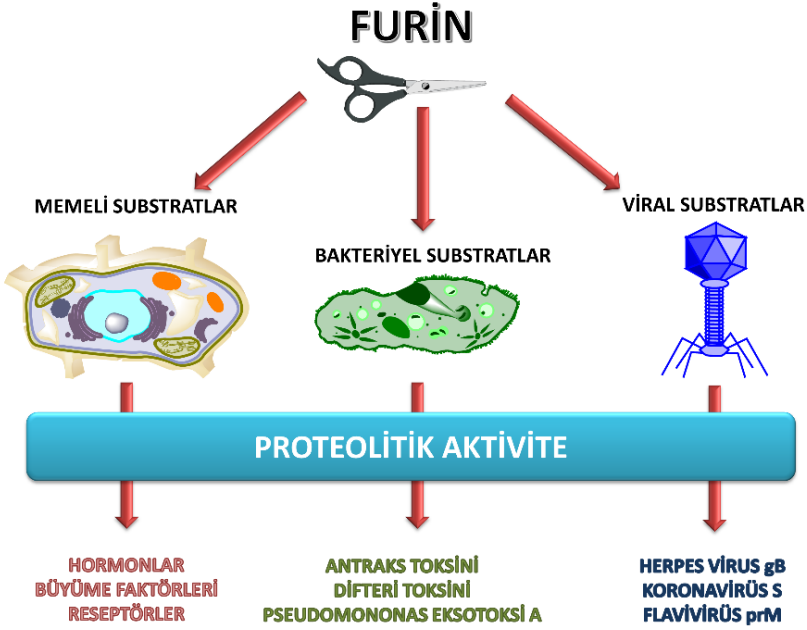 FURİN
MEMELİ SUBSTRATLAR
BAKTERİYEL SUBSTRATLAR
VİRAL SUBSTRATLAR
PROTEOLİTİK AKTİVİTE
HORMONLAR
BÜYÜME FAKTÖRLERİ
RESEPTÖRLER
ANTRAKS TOKSİNİ
DİFTERİ TOKSİNİ
PSEUDOMONONAS EKSOTOKSİ A
HERPES VİRUS gB
KORONAVİRÜS S
FLAVİVİRÜS prM